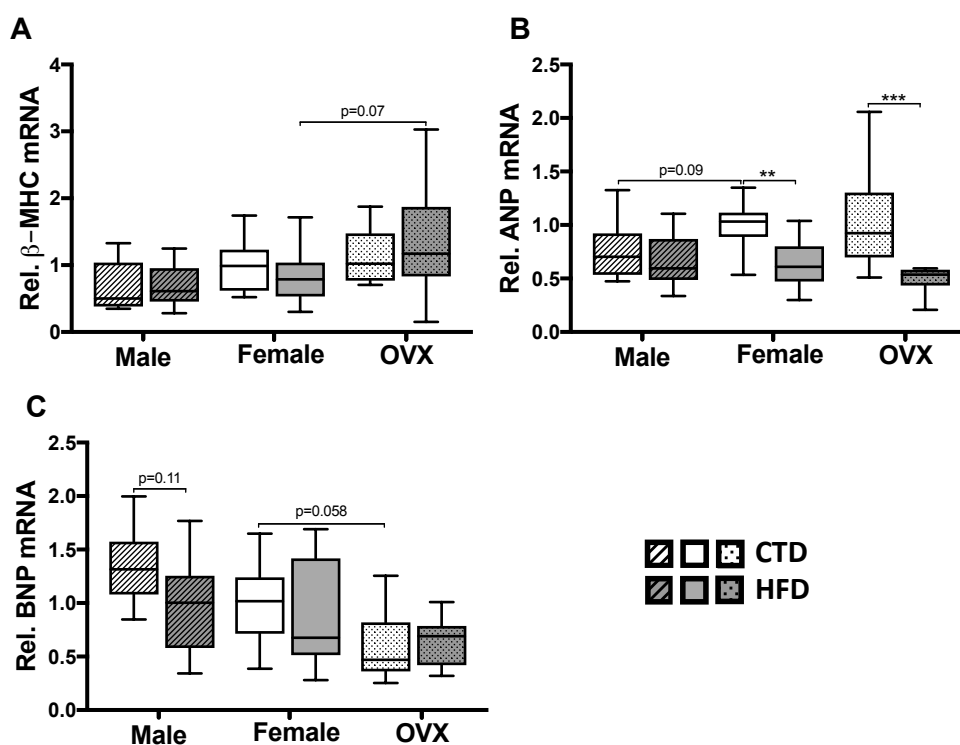 A
Rel. β-MHC mRNA
4
3
2
1
0
p=0.07
Male Female OVX
B
Rel. ANP mRNA
2.5
2.0
1.5
1.0
0.5
0.0
p=0.09
**
***
Male Female OVX
C
Rel. BNP mRNA
2.5
2.0
1.5
1.0
0.5
0.0
p=0.11
p=0.058
Male Female OVX
CTD
HFD